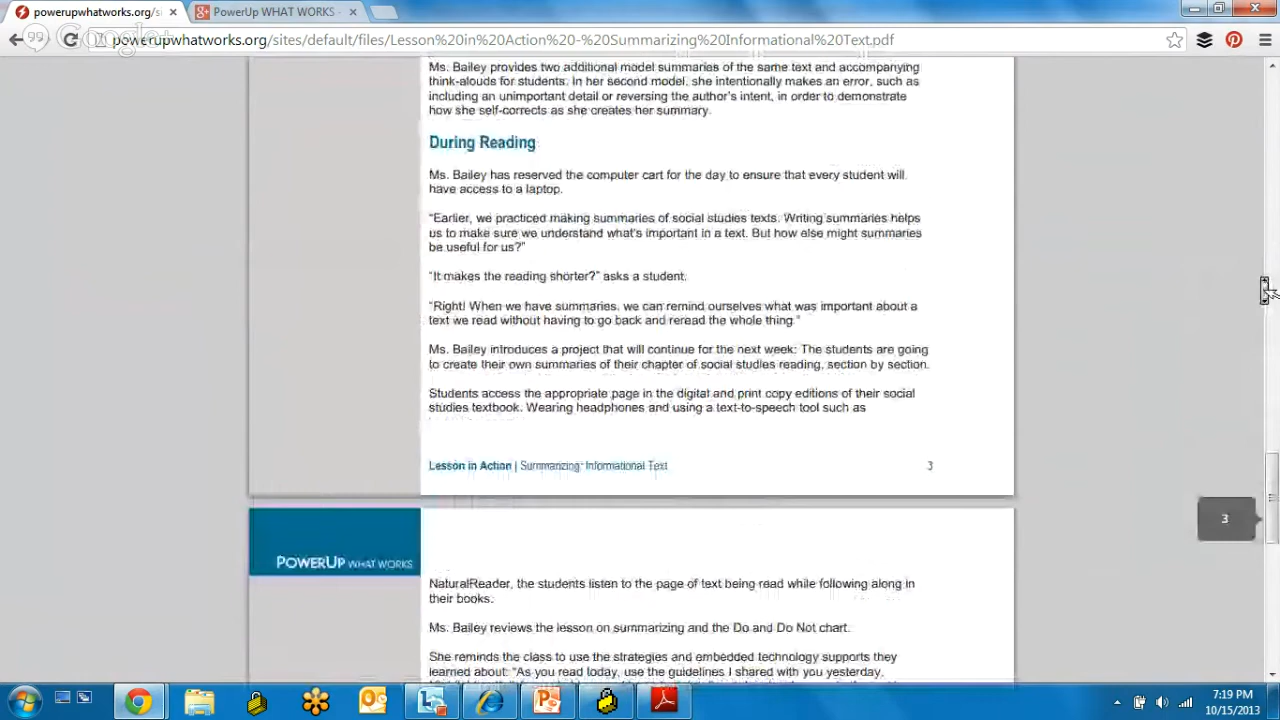 powerupwhatworks.org/si
PowerUp WHAT WORKS -
Google+
powerupwhatworks.org/sites/default/files/Lesson%20in%20Action%20-%20Summarizing%20Informational%20Text.pdf
Ms. Bailey provides two additional model summaries of the same text and accompanying
think-alouds for students. In her second model, she intentionally makes an error, such as
including an unimportant detail or reversing the author's intent, in order to demonstrate
how she self-corrects as she creates her summary.
During Reading
Ms. Bailey has reserved the computer cart for the day to ensure that every student will
have access to a laptop.
"Earlier, we practiced making summaries of social studies texts. Writing summaries helps
us to make sure we understand what's important in a text. But how else might summaries
be useful for us?"
"It makes the reading shorter?" asks a student.
"Right! When we have summaries, we can remind ourselves what was important about a
text we read without having to go back and reread the whole thing."
Ms. Bailey introduces a project that will continue for the next week: The students are going
to create their own summaries of their chapter of social studies reading, section by section.
Students access the appropriate page in the digital and print copy editions of their social
studies textbook. Wearing headphones and using a text-to-speech tool such as
Lesson in Action | Summarizing: Informational Text 3
3
POWERUP WHAT WORKS
NaturalReader, the students listen to the page of text being read while following along in
their books.
Ms. Bailey reviews the lesson on summarizing and the Do and Do Not chart.
She reminds the class to use the strategies and embedded technology supports they
learned about: "As you read today, use the guidelines I shared with you yesterday,
7:19 PM
10/15/2013